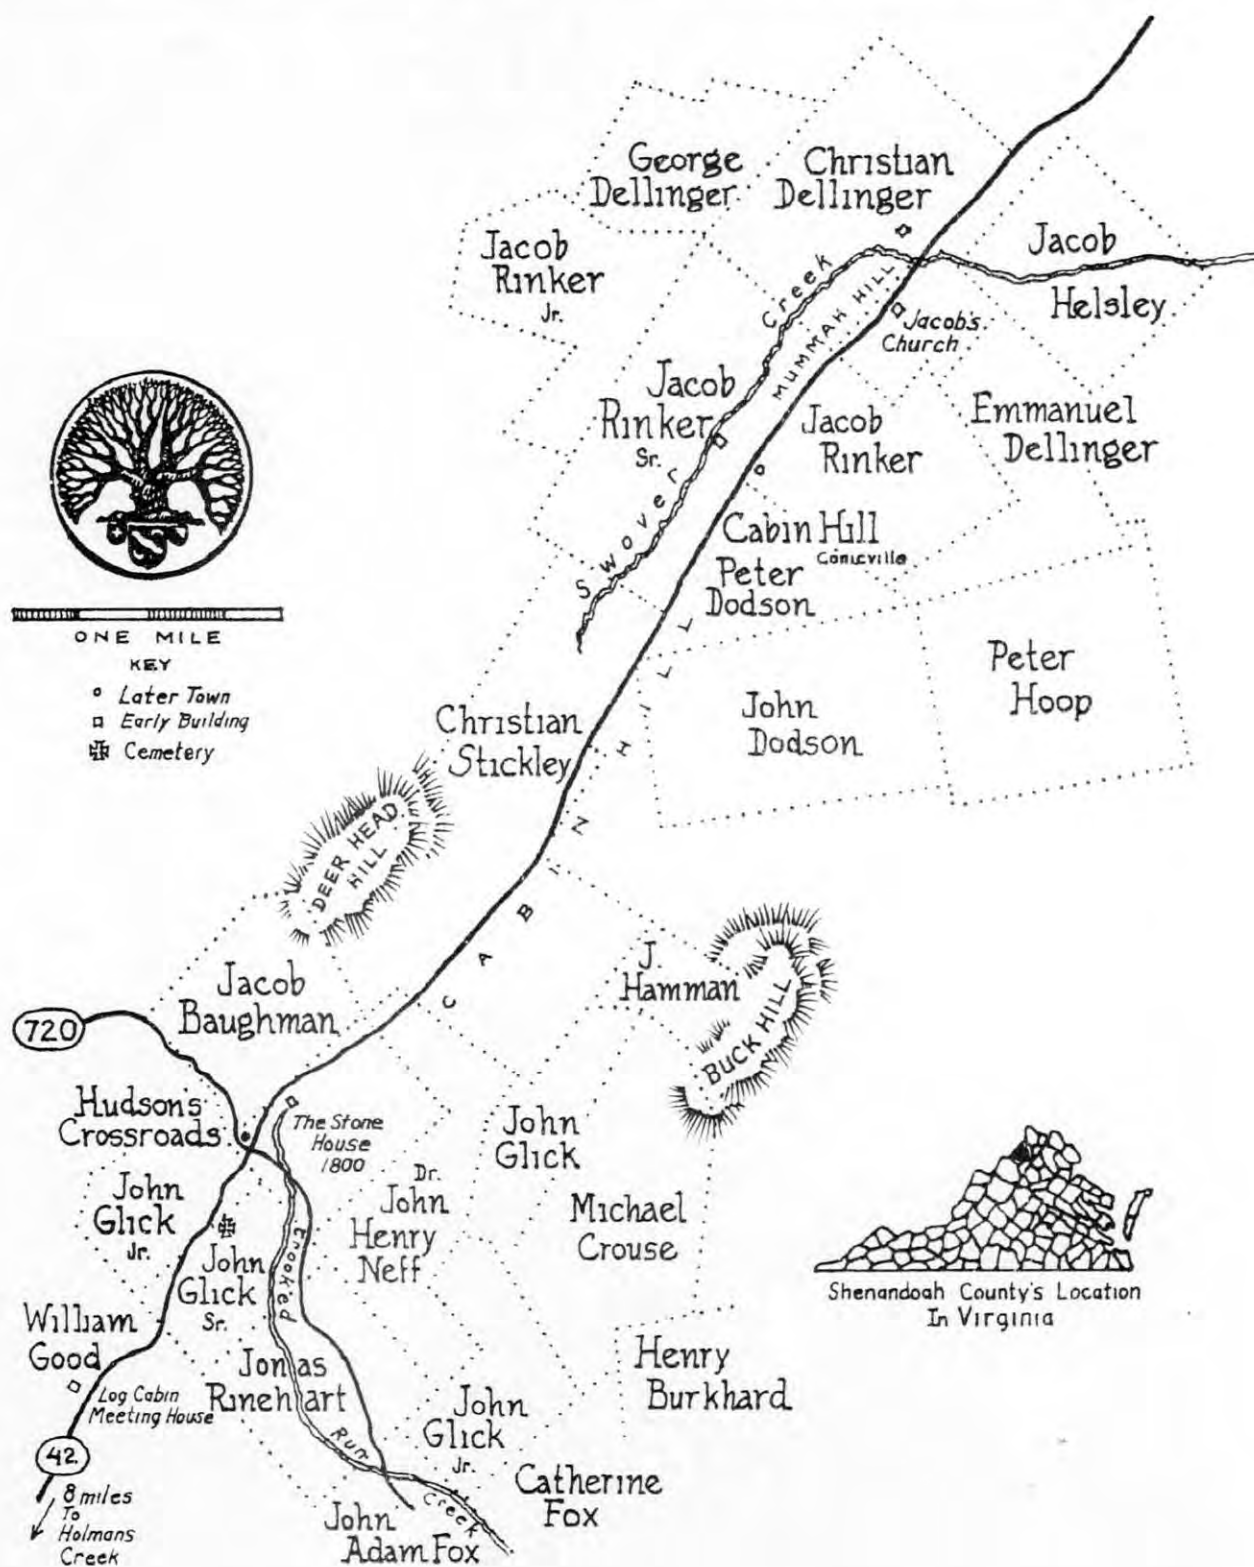 George
Dellinger
Christian
Dellinger
Jacob
Rinker
Jr.
Jacob
Helsley
Creek
MUMMAH HILL
Jacob's
Church
Jacob
Rinker
Sr.
Swover
Jacob
Rinker
Emmanuel
Dellinger
Cabin Hill
Conicville
Peter
Dodson
ONE MILE
KEY
Later Town
Early Building
Cemetery
Peter
Hoop
John
Dodson
Christian
Stickley
CABIN HILL
DEER HEAD
HILL
J.
Hamman
BUCK HILL
Jacob
Baughman
720
Hudson's
Crossroads
The Stone
House
1800
John
Glick
Dr.
John
Henry
Neff
Michael
Crouse
John
Glick
Jr.
John
Glick
Sr.
Crooked
Run
Creek
Shenandoah County's Location
In Virginia
William
Good
Jonas
Rinehart
Log Cabin
Meeting House
Henry
Burkhard
John
Glick
Jr.
42
8 miles
To
Holmans
Creek
Catherine
Fox
John
Adam Fox